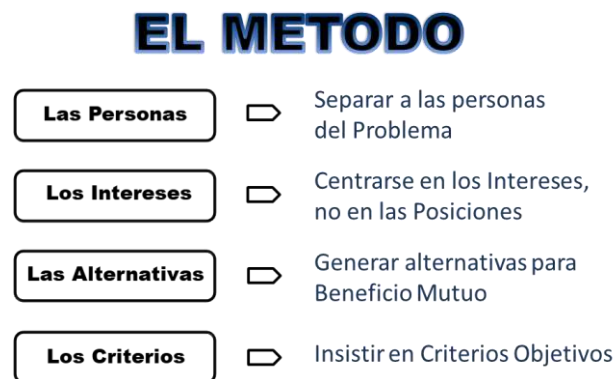 EL METODO
Las Personas
Separar a las personas
del Problema
Los Intereses
Centrarse en los Intereses,
no en las Posiciones
Las Alternativas
Generar alternativas para
Beneficio Mutuo
Los Criterios
Insistir en Criterios Objetivos